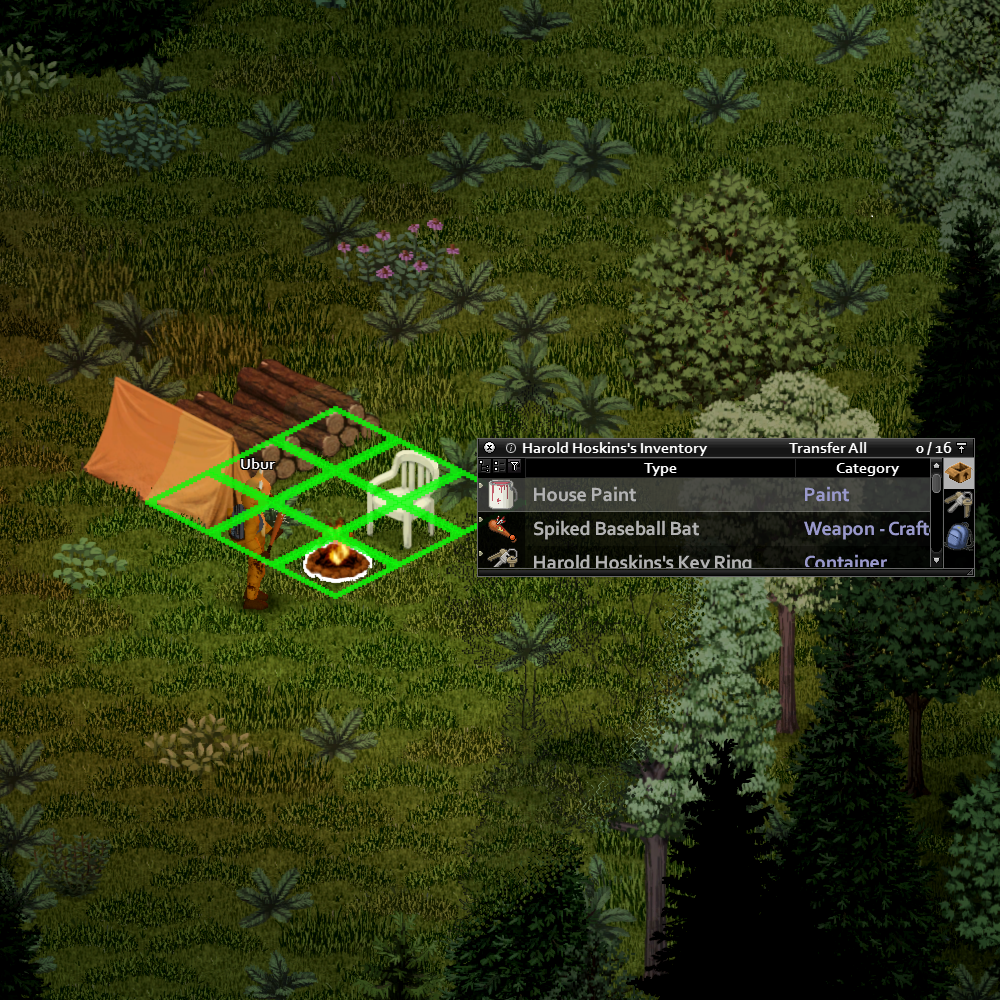 Harold Hoskins's Inventory Transfer All 0 / 16
Type Category
House Paint Paint
Spiked Baseball Bat Weapon - Craft
Harold Hoskins's Key Ring Container
Ubur